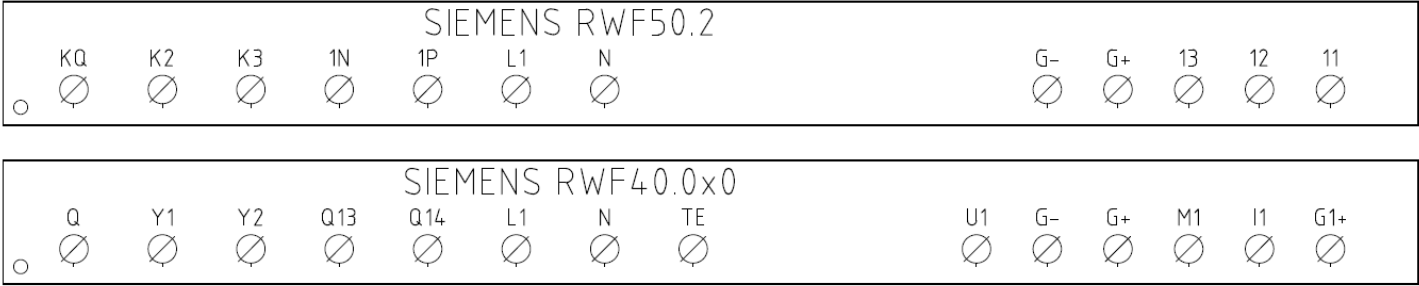 SIEMENS RWF50.2
KQ K2 K3 1N 1P L1 N G- G+ 13 12 11
SIEMENS RWF40.0x0
Q Y1 Y2 Q13 Q14 L1 N TE U1 G- G+ M1 I1 G1+